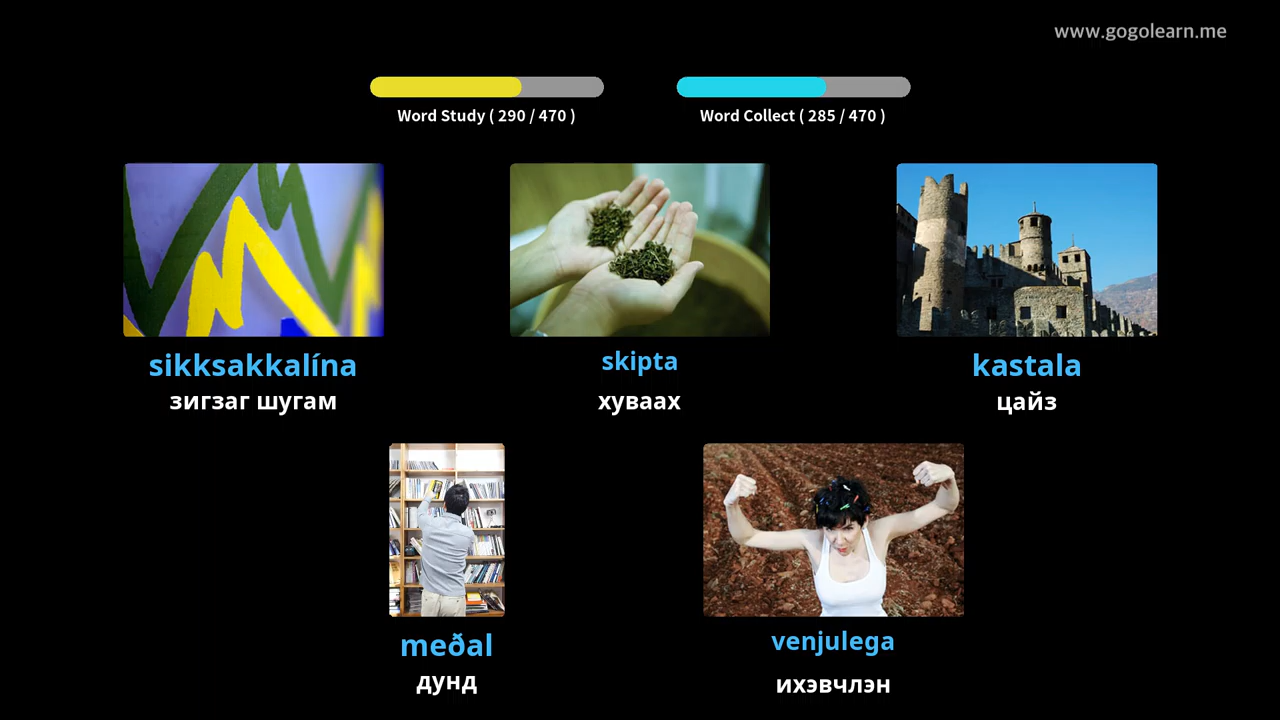 www.gogolearn.me
Word Study ( 290 / 470 )
Word Collect ( 285 / 470 )
sikksakkalína
зигзаг шугам
skipta
хуваах
kastala
цайз
meðal
дунд
venjulega
ихэвчлэн